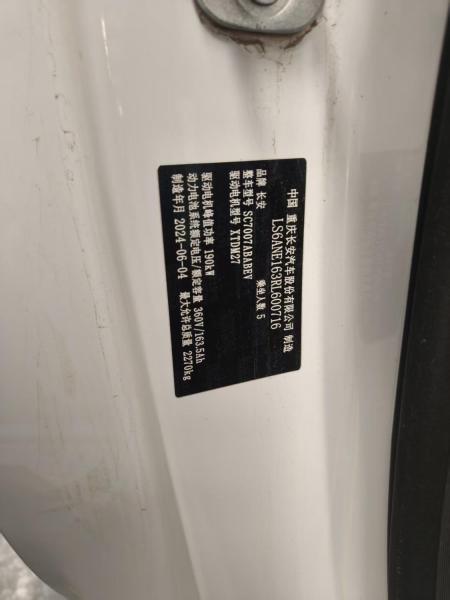 中国 重庆长安汽车股份有限公司 制造
LS6ANE163RL600716
品牌 长安 乘坐人数 5
整车型号 SC7007ABABEV
驱动电机型号 XTDM27
驱动电机峰值功率 190kW
动力电池系统额定电压/额定容量 360V/163.5Ah
制造年月 2024-06-04 最大允许总质量 2270kg